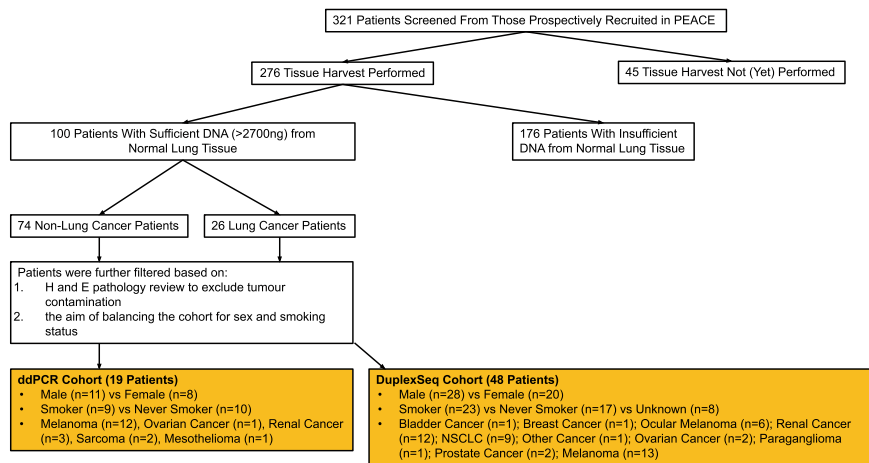 321 Patients Screened From Those Prospectively Recruited in PEACE
276 Tissue Harvest Performed
45 Tissue Harvest Not (Yet) Performed
100 Patients With Sufficient DNA (>2700ng) from
Normal Lung Tissue
176 Patients With Insufficient
DNA from Normal Lung Tissue
74 Non-Lung Cancer Patients
26 Lung Cancer Patients
Patients were further filtered based on:
1. H and E pathology review to exclude tumour
contamination
2. the aim of balancing the cohort for sex and smoking
status
ddPCR Cohort (19 Patients)
• Male (n=11) vs Female (n=8)
• Smoker (n=9) vs Never Smoker (n=10)
• Melanoma (n=12), Ovarian Cancer (n=1), Renal Cancer
(n=3), Sarcoma (n=2), Mesothelioma (n=1)
DuplexSeq Cohort (48 Patients)
• Male (n=28) vs Female (n=20)
• Smoker (n=23) vs Never Smoker (n=17) vs Unknown (n=8)
• Bladder Cancer (n=1); Breast Cancer (n=1); Ocular Melanoma (n=6); Renal Cancer
(n=12); NSCLC (n=9); Other Cancer (n=1); Ovarian Cancer (n=2); Paraganglioma
(n=1); Prostate Cancer (n=2); Melanoma (n=13)